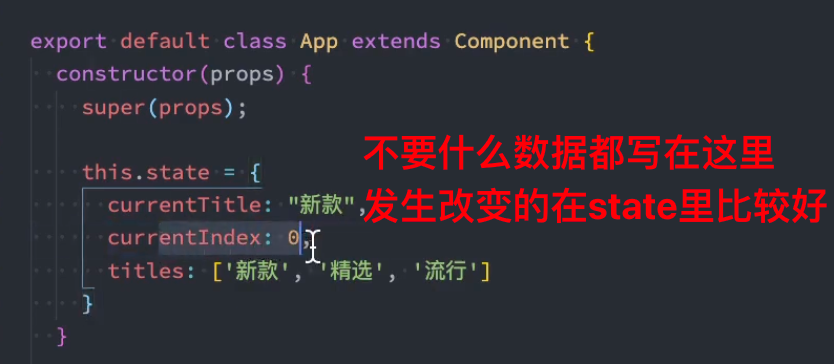 export default class App extends Component {
constructor(props) {
super(props);
不要什么数据都写在这里
this.state = {
发生改变的在state里比较好
currentTitle: "新款",
currentIndex: 0,
titles: ['新款', '精选', '流行']
}
}